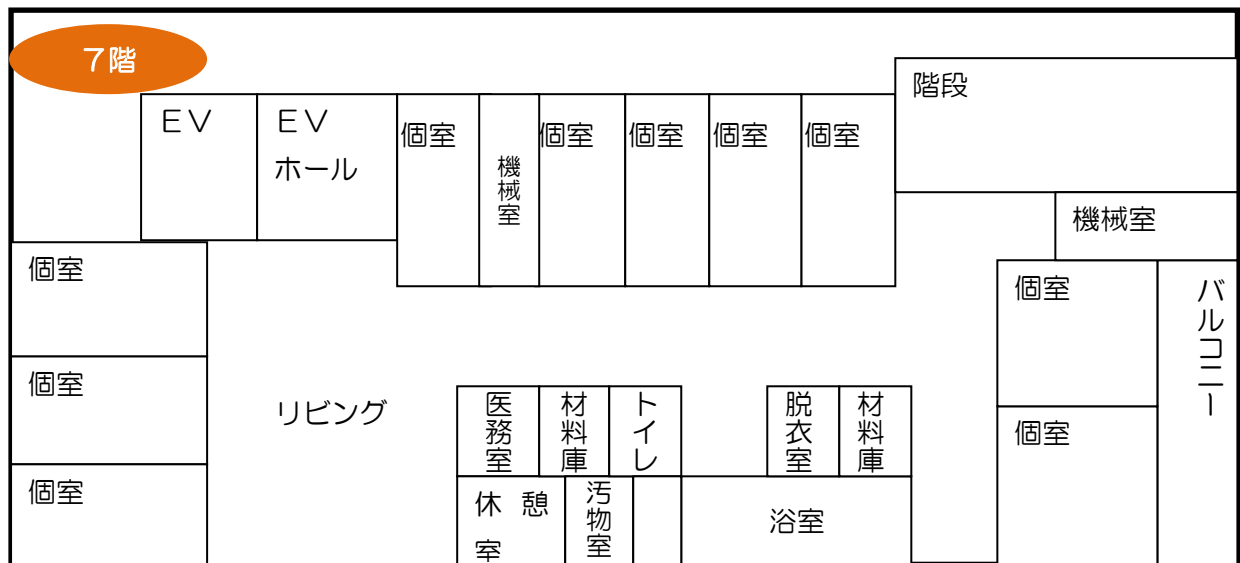 ７階
階段
ＥＶ
ＥＶ
ホール
個室
機械室
個室
個室
個室
個室
機械室
個室
個室
バルコニー
個室
リビング
医務室
材料庫
トイレ
脱衣室
材料庫
個室
個室
休憩
室
汚物室
浴室